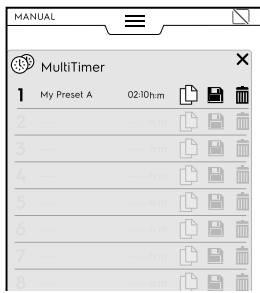 MANUAL
MultiTimer
1 My Preset A 02:10h:m
2 --- --:--h:m
3 --- --:--h:m
4 --- --:--h:m
5 --- --:--h:m
6 --- --:--h:m
7 --- --:--h:m
8 --- --:--h:m